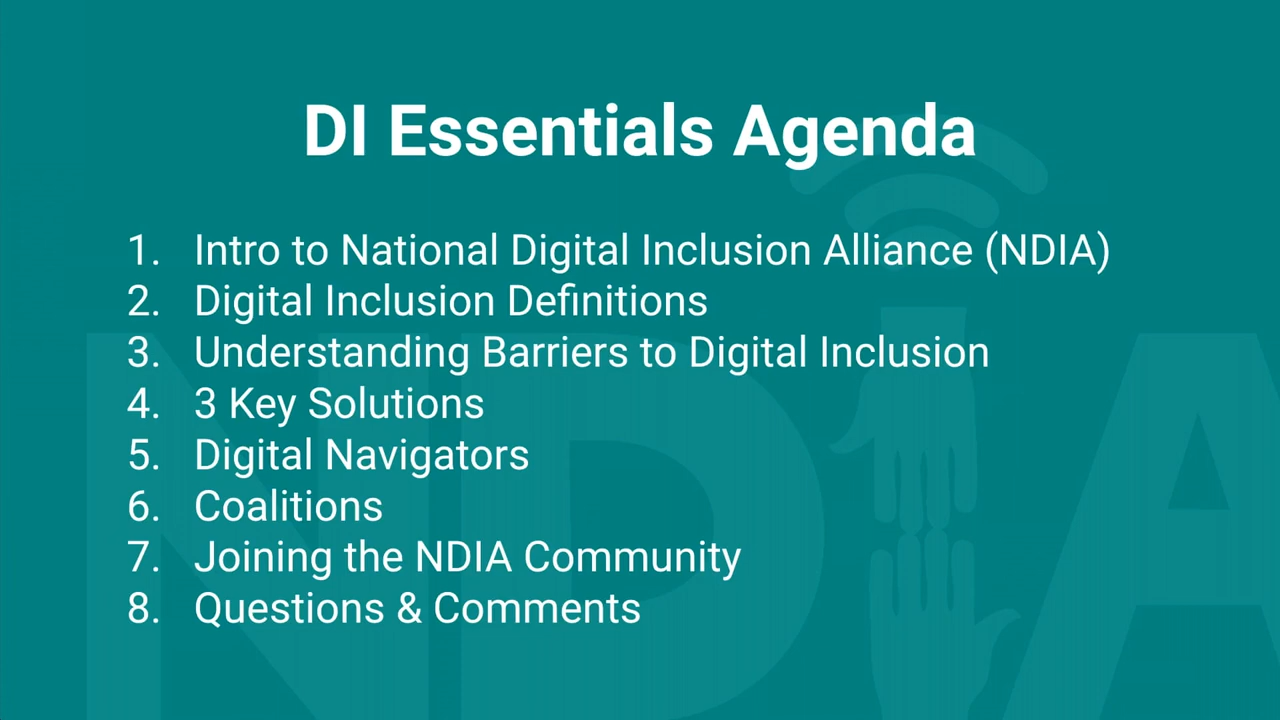 DI Essentials Agenda
1. Intro to National Digital Inclusion Alliance (NDIA)
2. Digital Inclusion Definitions
3. Understanding Barriers to Digital Inclusion
4. 3 Key Solutions
5. Digital Navigators
6. Coalitions
7. Joining the NDIA Community
8. Questions & Comments
NDIA